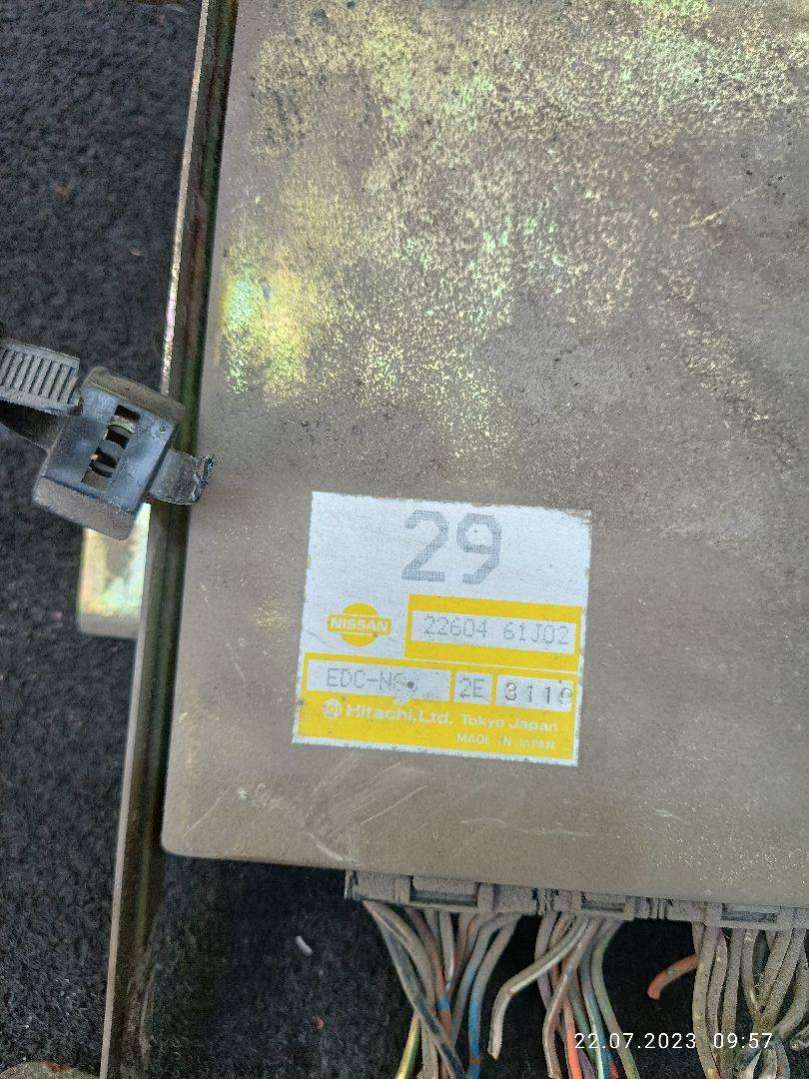 29
NISSAN
22604 61J02
2E
Hitachi, Ltd. Tokyo Japan
MADE IN JAPAN
22.07.2023 09:57